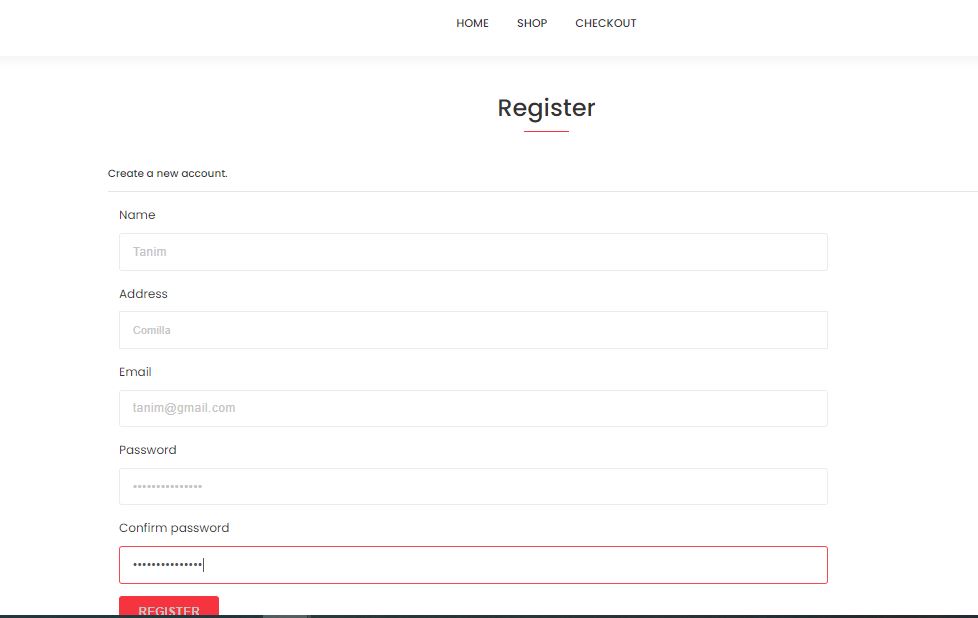 HOME SHOP CHECKOUT
Register
Create a new account.
Name
Tanim
Address
Comilla
Email
tanim@gmail.com
Password
•••••••••••••••
Confirm password
•••••••••••••••
REGISTER